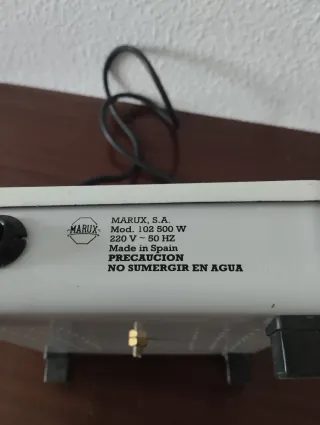 MARUX
MARUX, S.A.
Mod. 102 500 W
220 V ~ 50 HZ
Made in Spain
PRECAUCION
NO SUMERGIR EN AGUA